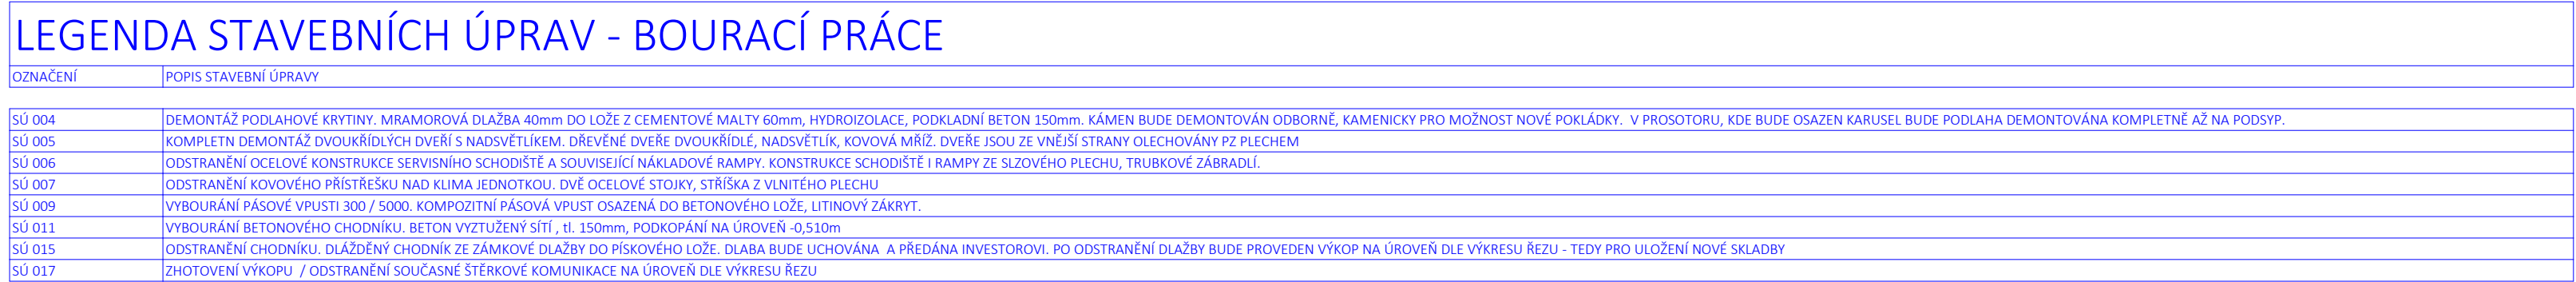 LEGENDA STAVEBNÍCH ÚPRAV - BOURACÍ PRÁCE
OZNAČENÍ POPIS STAVEBNÍ ÚPRAVY
SÚ 004 DEMONTÁŽ PODLAHOVÉ KRYTINY. MRAMOROVÁ DLAŽBA 40mm DO LOŽE Z CEMENTOVÉ MALTY 60mm, HYDROIZOLACE, PODKLADNÍ BETON 150mm. KÁMEN BUDE DEMONTOVÁN ODBORNĚ, KAMENICKY PRO MOŽNOST NOVÉ POKLÁDKY. V PROSOTORU, KDE BUDE OSAZEN KARUSEL BUDE PODLAHA DEMONTOVÁNA KOMPLETNĚ AŽ NA PODSYP.
SÚ 005 KOMPLETN DEMONTÁŽ DVOUKŘÍDLÝCH DVEŘÍ S NADSVĚTLÍKEM. DŘEVĚNÉ DVEŘE DVOUKŘÍDLÉ, NADSVĚTLÍK, KOVOVÁ MŘÍŽ. DVEŘE JSOU ZE VNĚJŠÍ STRANY OLECHOVÁNY PZ PLECHEM
SÚ 006 ODSTRANĚNÍ OCELOVÉ KONSTRUKCE SERVISNÍHO SCHODIŠTĚ A SOUVISEJÍCÍ NÁKLADOVÉ RAMPY. KONSTRUKCE SCHODIŠTĚ I RAMPY ZE SLZOVÉHO PLECHU, TRUBKOVÉ ZÁBRADLÍ.
SÚ 007 ODSTRANĚNÍ KOVOVÉHO PŘÍSTŘEŠKU NAD KLIMA JEDNOTKOU. DVĚ OCELOVÉ STOJKY, STŘÍŠKA Z VLNITÉHO PLECHU
SÚ 009 VYBOURÁNÍ PÁSOVÉ VPUSTI 300 / 5000. KOMPOZITNÍ PÁSOVÁ VPUST OSAZENÁ DO BETONOVÉHO LOŽE, LITINOVÝ ZÁKRYT.
SÚ 011 VYBOURÁNÍ BETONOVÉHO CHODNÍKU. BETON VYZTUŽENÝ SÍTÍ , tl. 150mm, PODKOPÁNÍ NA ÚROVEŇ -0,510m
SÚ 015 ODSTRANĚNÍ CHODNÍKU. DLÁŽDĚNÝ CHODNÍK ZE ZÁMKOVÉ DLAŽBY DO PÍSKOVÉHO LOŽE. DLABA BUDE UCHOVÁNA A PŘEDÁNA INVESTOROVI. PO ODSTRANĚNÍ DLAŽBY BUDE PROVEDEN VÝKOP NA ÚROVEŇ DLE VÝKRESU ŘEZU - TEDY PRO ULOŽENÍ NOVÉ SKLADBY
SÚ 017 ZHOTOVENÍ VÝKOPU / ODSTRANĚNÍ SOUČASNÉ ŠTĚRKOVÉ KOMUNIKACE NA ÚROVEŇ DLE VÝKRESU ŘEZU